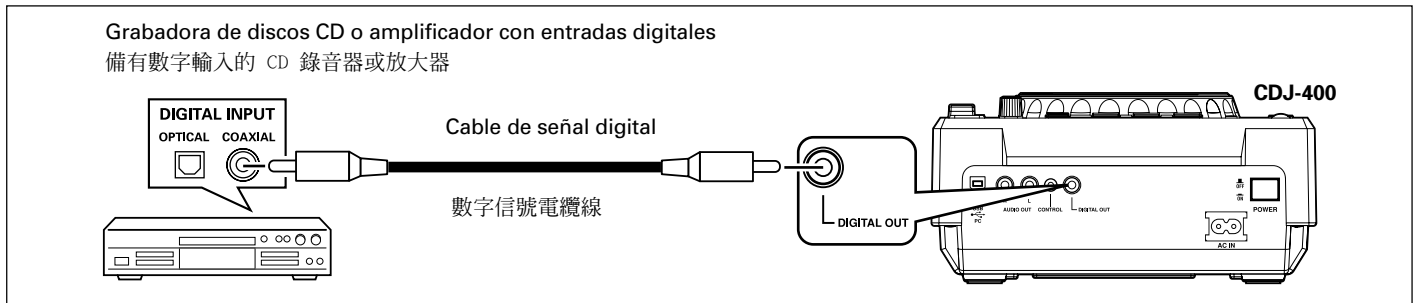 Grabadora de discos CD o amplificador con entradas digitales
備有數字輸入的 CD 錄音器或放大器
DIGITAL INPUT
OPTICAL COAXIAL
Cable de señal digital
數字信號電纜線
DIGITAL OUT
CDJ-400
L
USB
PC
AUDIO OUT CONTROL DIGITAL OUT
OFF
ON
POWER
AC IN